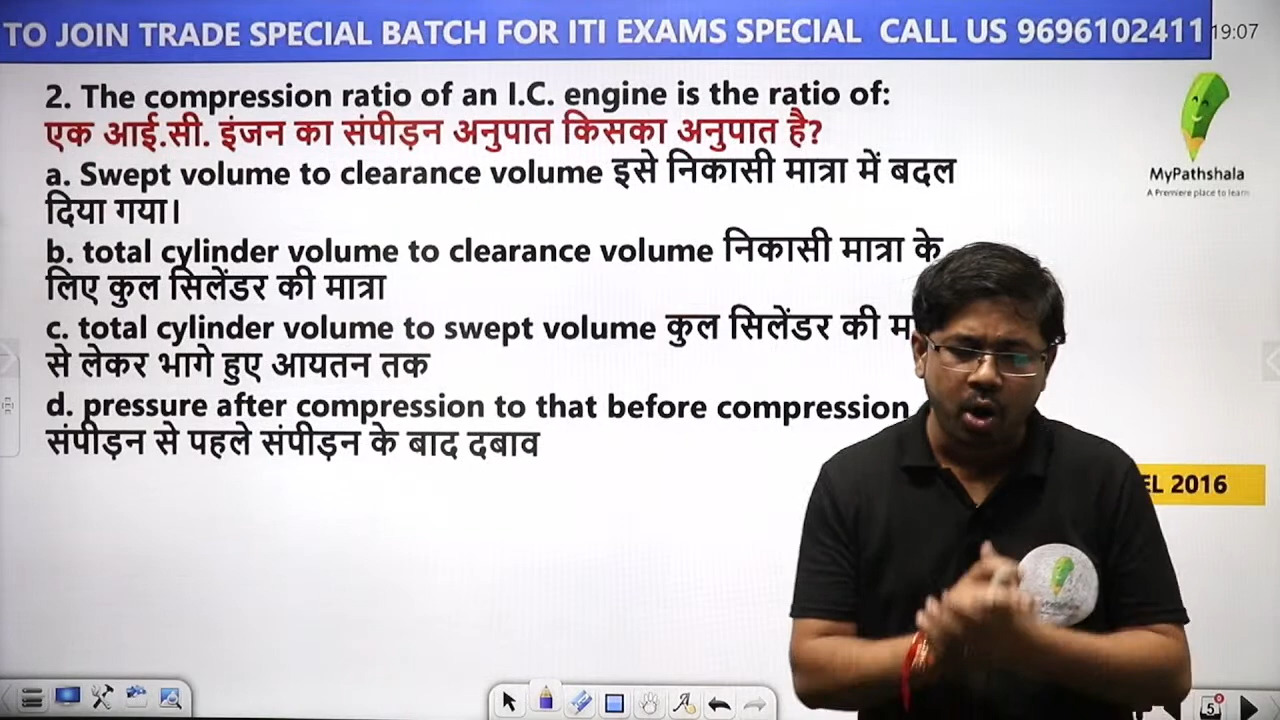 TO JOIN TRADE SPECIAL BATCH FOR ITI EXAMS SPECIAL CALL US 9696102411
19:07
2. The compression ratio of an I.C. engine is the ratio of:
एक आई.सी. इंजन का संपीड़न अनुपात किसका अनुपात है?
a. Swept volume to clearance volume इसे निकासी मात्रा में बदल
दिया गया।
b. total cylinder volume to clearance volume निकासी मात्रा के
लिए कुल सिलेंडर की मात्रा
c. total cylinder volume to swept volume कुल सिलेंडर की
से लेकर भागे हुए आयतन तक
d. pressure after compression to that before compression
संपीड़न से पहले संपीड़न के बाद दबाव
MyPathshala
A Premiere place to learn
2016
5